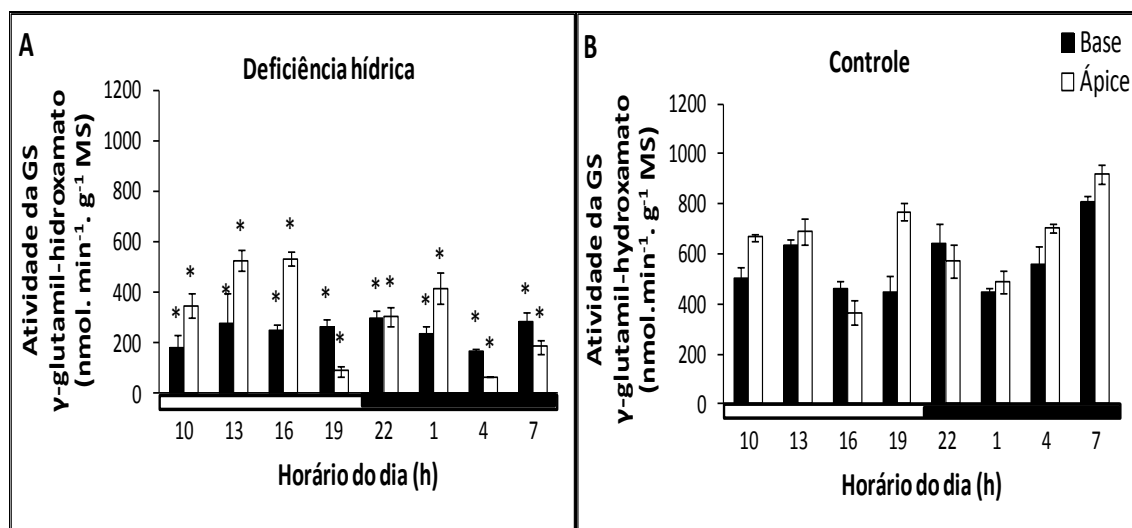 A
Deficiência hídrica
Atividade da GS
γ-glutamil-hidroxamato
(nmol. min⁻¹. g⁻¹ MS)
1200
1000
800
600
400
200
0
* * * * * * * * * * * * * * * *
10 13 16 19 22 1 4 7
Horário do dia (h)
B
Controle
Base
Ápice
Atividade da GS
γ-glutamil-hydroxamato
(nmol.min⁻¹. g⁻¹ MS)
1200
1000
800
600
400
200
0
10 13 16 19 22 1 4 7
Horário do dia (h)